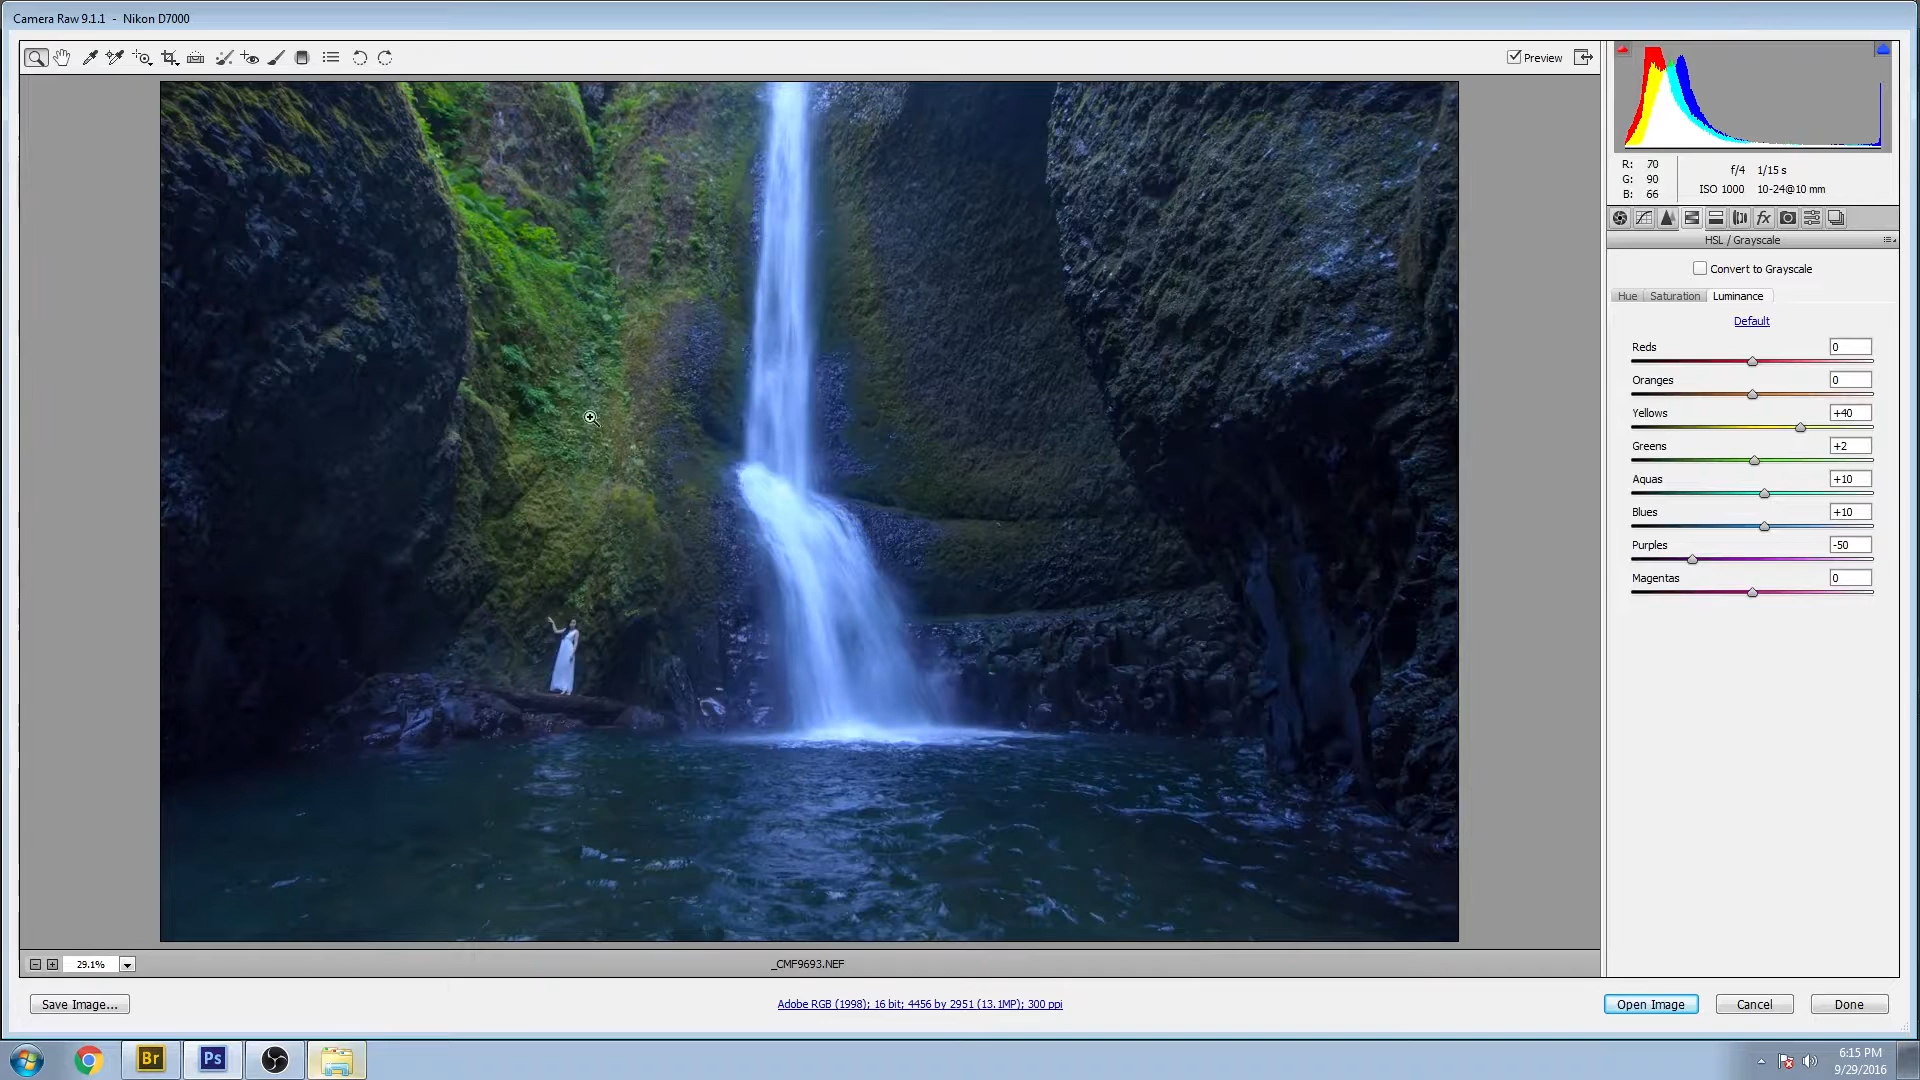 Camera Raw 9.1.1 - Nikon D7000
Preview
R: 70
G: 90
B: 66
f/4 1/15 s
ISO 1000 10-24@10 mm
fx
HSL / Grayscale
Convert to Grayscale
Hue Saturation Luminance
Default
Reds 0
Oranges 0
Yellows +40
Greens +2
Aquas +10
Blues +10
Purples -50
Magentas 0
29.1%
_CMF9693.NEF
Save Image...
Adobe RGB (1998); 16 bit; 4456 by 2951 (13.1MP); 300 ppi
Open Image Cancel Done
Br
Ps
6:15 PM
9/29/2016